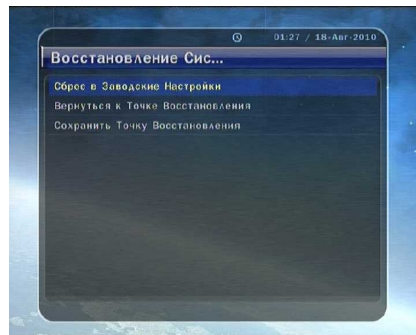 01:27 / 18-Авг-2010
Восстановление Сис...
Сброс в Заводские Настройки
Вернуться к Точке Восстановления
Сохранить Точку Восстановления